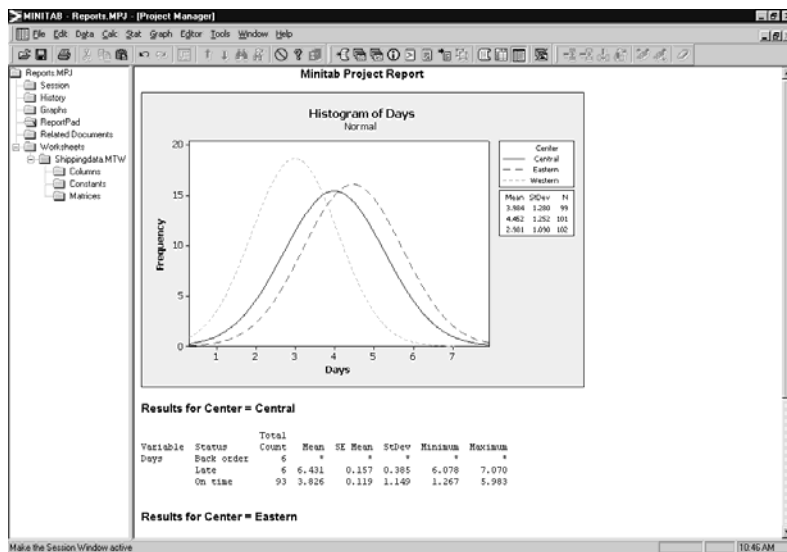 MINITAB - Reports.MPJ - [Project Manager]
File Edit Data Calc Stat Graph Editor Tools Window Help
Reports.MPJ
Session
History
Graphs
ReportPad
Related Documents
Worksheets
Shippingdata.MTW
Columns
Constants
Matrices
Minitab Project Report
Histogram of Days
Normal
Frequency
20
15
10
5
0
1 2 3 4 5 6 7
Days
Center
Central
Eastern
Western
Mean StDev N
3.984 1.280 99
4.452 1.252 101
2.981 1.090 102
Results for Center = Central
Total
Variable Status Count Mean SE Mean StDev Minimum Maximum
Days Back order 6 * * * * *
Late 6 6.431 0.157 0.385 6.078 7.070
On time 93 3.826 0.119 1.149 1.267 5.983
Results for Center = Eastern
Make the Session Window active
10:46 AM